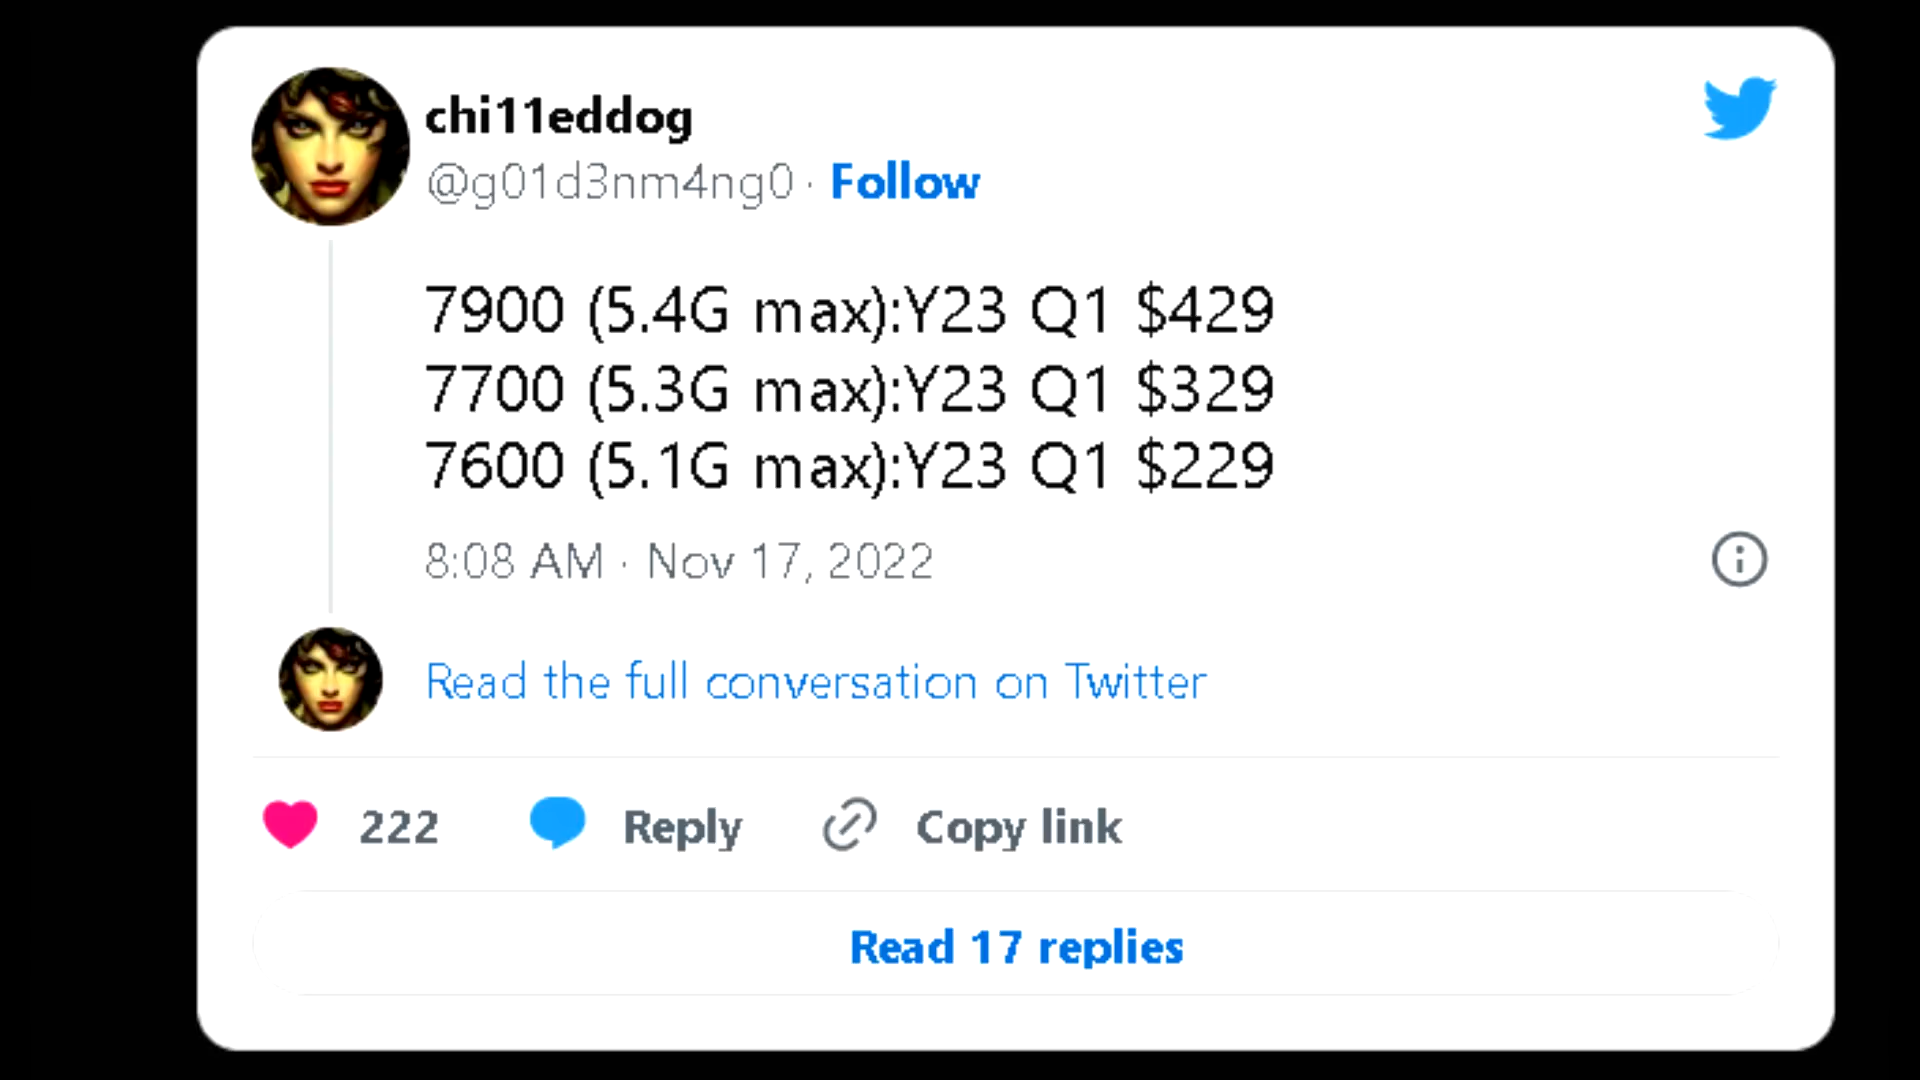 chi11eddog
@g01d3nm4ng0 · Follow
7900 (5.4G max):Y23 Q1 $429
7700 (5.3G max):Y23 Q1 $329
7600 (5.1G max):Y23 Q1 $229
8:08 AM · Nov 17, 2022
Read the full conversation on Twitter
222 Reply Copy link
Read 17 replies